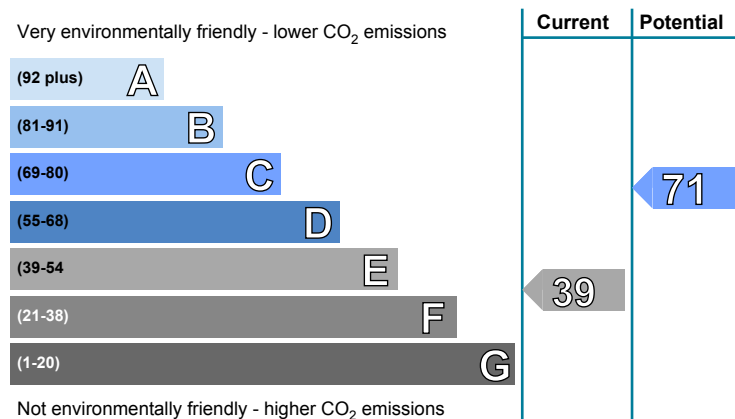 Very environmentally friendly - lower CO₂ emissions
Current
Potential
(92 plus) A
(81-91) B
(69-80) C
(55-68) D
(39-54 E
(21-38) F
(1-20) G
39
71
Not environmentally friendly - higher CO₂ emissions